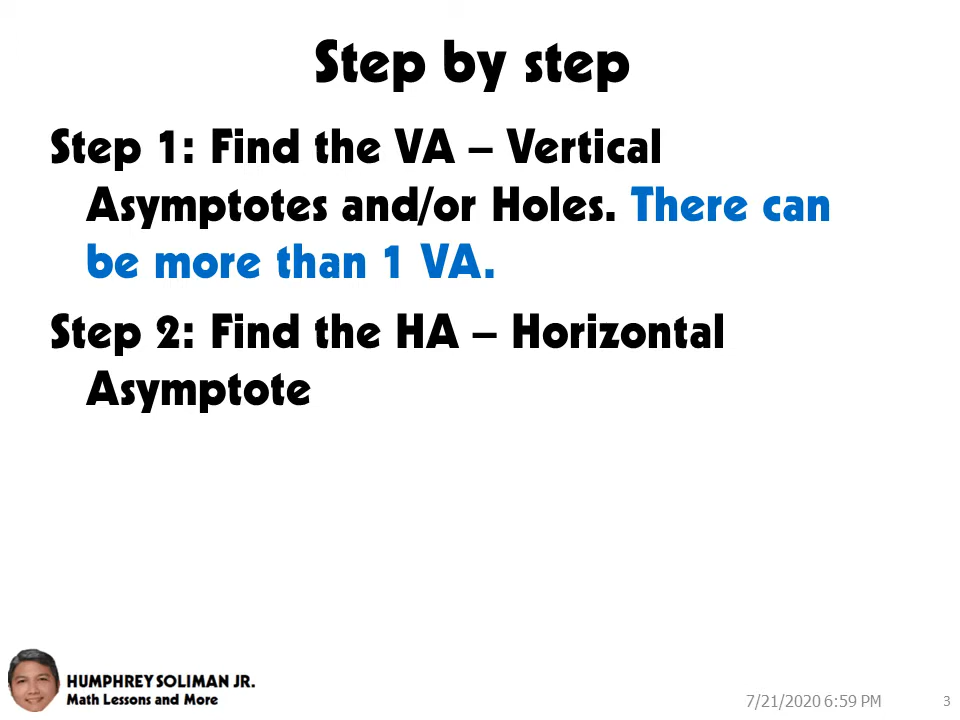 Step by step
Step 1: Find the VA – Vertical
Asymptotes and/or Holes. There can
be more than 1 VA.
Step 2: Find the HA – Horizontal
Asymptote
HUMPHREY SOLIMAN JR.
Math Lessons and More
7/21/2020 6:59 PM
3